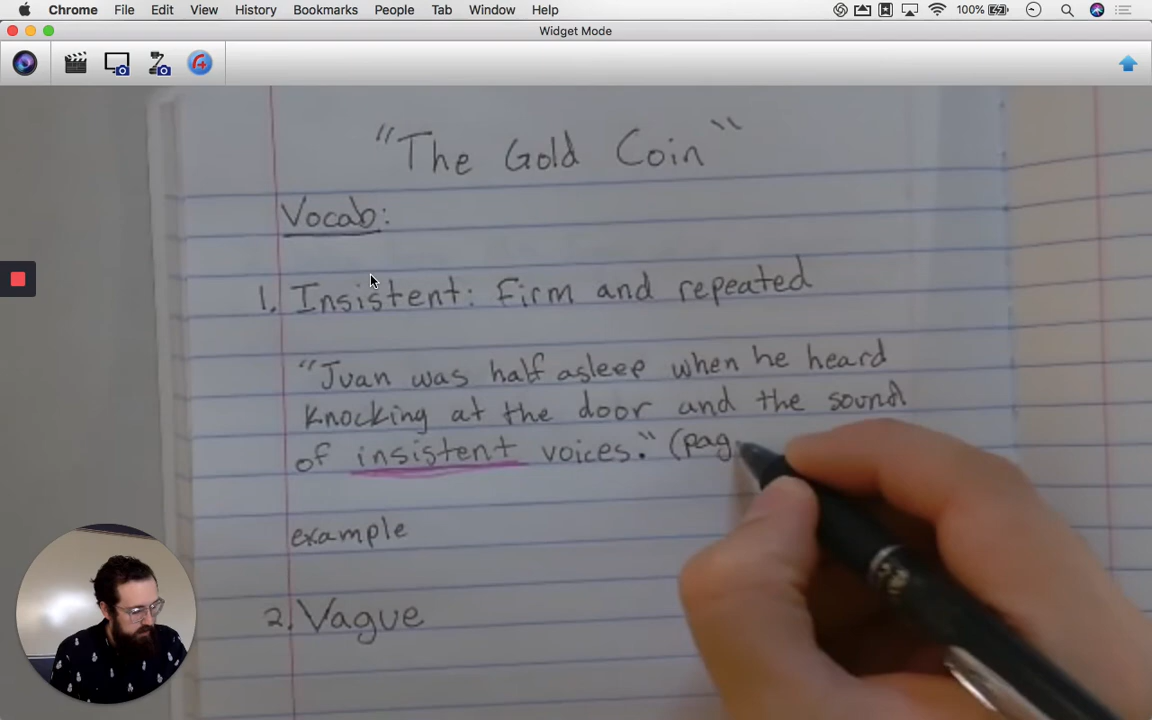 Chrome File Edit View History Bookmarks People Tab Window Help 100%
Widget Mode
"The Gold Coin"
Vocab:
1. Insistent: Firm and repeated
"Juan was half asleep when he heard
knocking at the door and the sound
of insistent voices." (pag
example
2. Vague